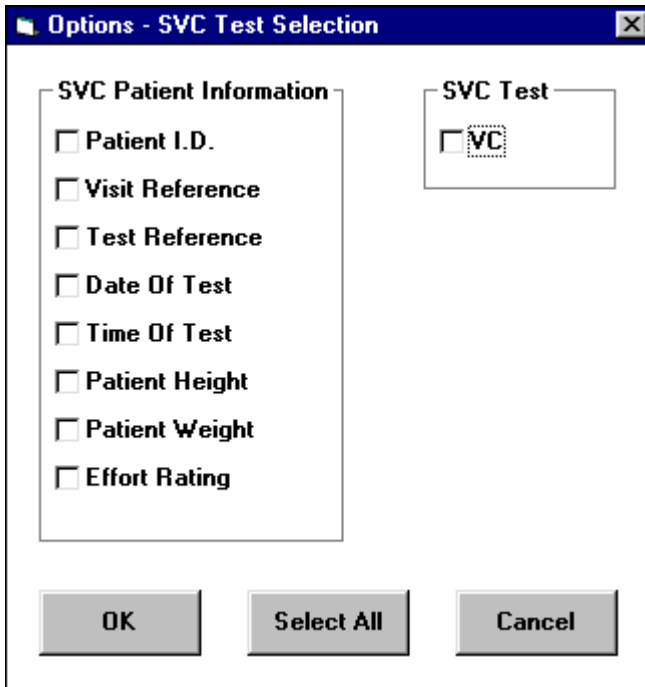 Options - SVC Test Selection
SVC Patient Information
Patient I.D.
Visit Reference
Test Reference
Date Of Test
Time Of Test
Patient Height
Patient Weight
Effort Rating
SVC Test
VC
OK
Select All
Cancel